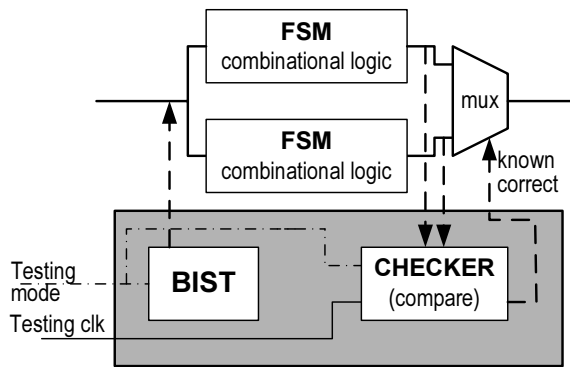 FSM
combinational logic
mux
FSM
combinational logic
known
correct
Testing
mode
BIST
CHECKER
(compare)
Testing clk